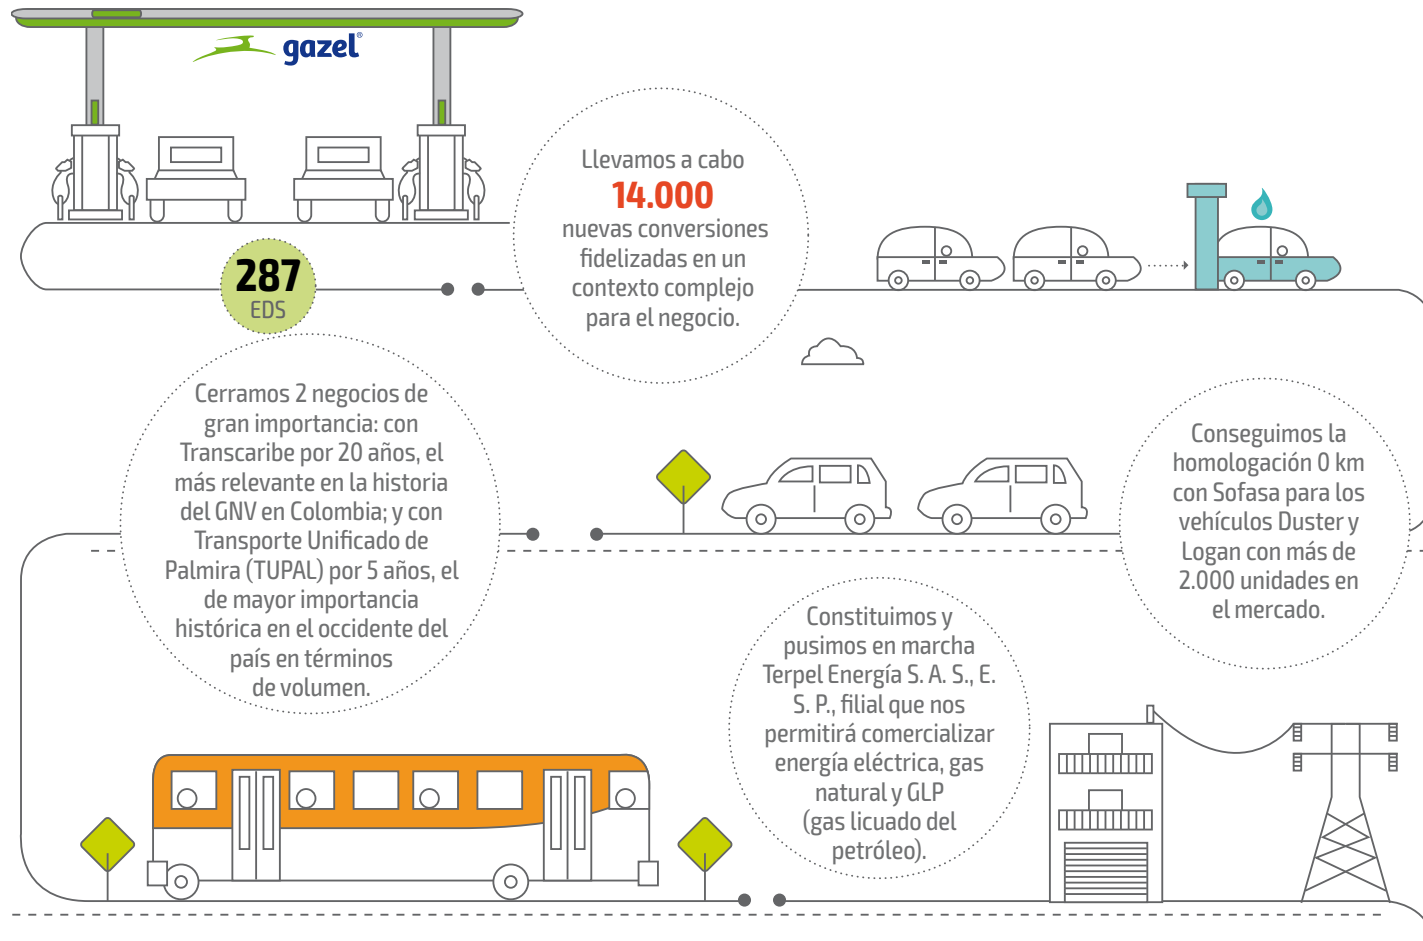 gazel®
Llevamos a cabo
14.000
nuevas conversiones
fidelizadas en un
contexto complejo
para el negocio.
287
EDS
Cerramos 2 negocios de
gran importancia: con
Transcaribe por 20 años, el
más relevante en la historia
del GNV en Colombia; y con
Transporte Unificado de
Palmira (TUPAL) por 5 años, el
de mayor importancia
histórica en el occidente del
país en términos
de volumen.
Conseguimos la
homologación 0 km
con Sofasa para los
vehículos Duster y
Logan con más de
2.000 unidades en
el mercado.
Constituimos y
pusimos en marcha
Terpel Energía S. A. S., E.
S. P., filial que nos
permitirá comercializar
energía eléctrica, gas
natural y GLP
(gas licuado del
petróleo).